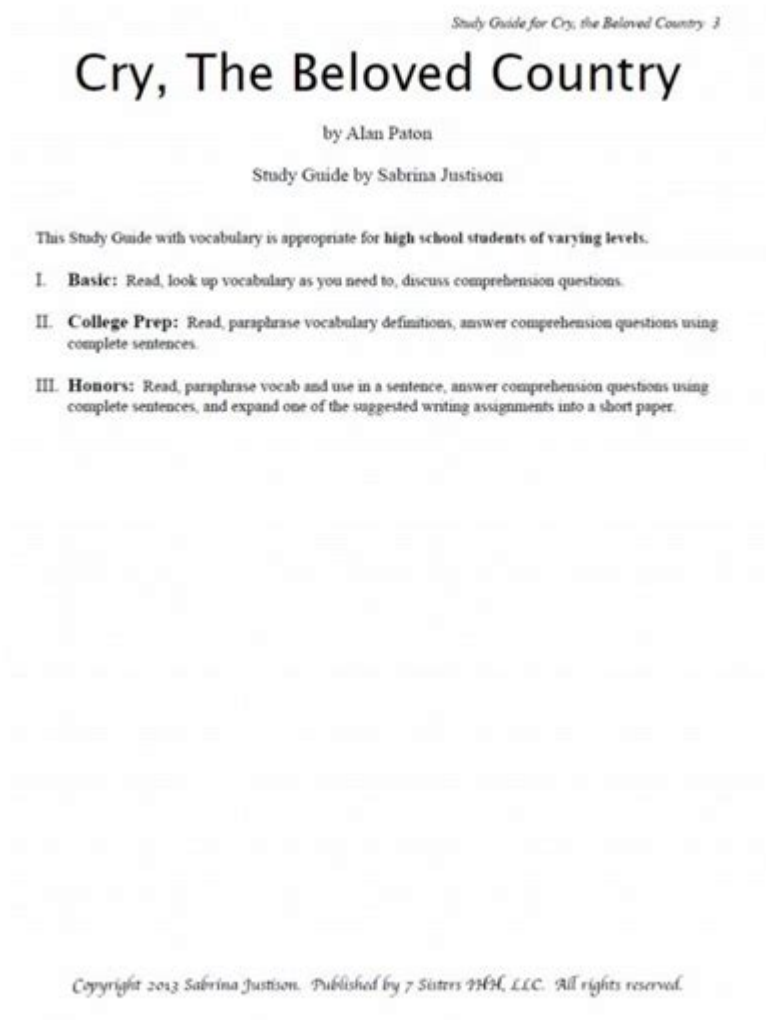 Study Guide for Cry, the Beloved Country 3
Cry, The Beloved Country
by Alan Paton
Study Guide by Sabrina Justison
This Study Guide with vocabulary is appropriate for high school students of varying levels.
I. Basic: Read, look up vocabulary as you need to, discuss comprehension questions.
II. College Prep: Read, paraphrase vocabulary definitions, answer comprehension questions using
complete sentences.
III. Honors: Read, paraphrase vocab and use in a sentence, answer comprehension questions using
complete sentences, and expand one of the suggested writing assignments into a short paper.
Copyright 2013 Sabrina Justison. Published by 7 Sisters HH, LLC. All rights reserved.